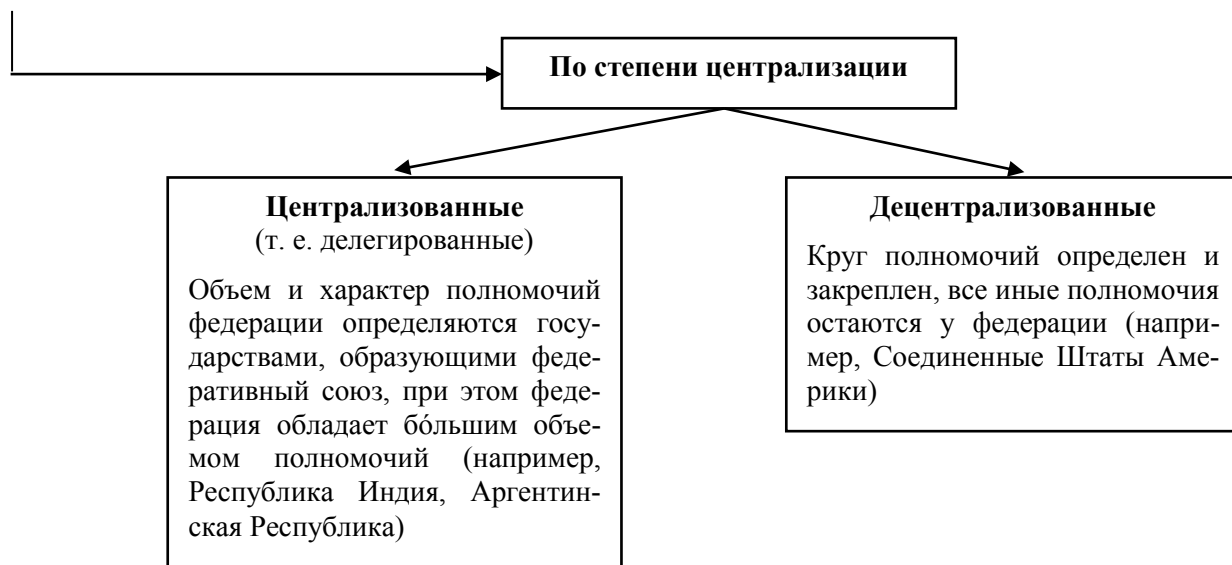 По степени централизации
Централизованные
(т. е. делегированные)
Объем и характер полномочий
федерации определяются госу-
дарствами, образующими феде-
ративный союз, при этом феде-
рация обладает бо́льшим объе-
мом полномочий (например,
Республика Индия, Аргентин-
ская Республика)
Децентрализованные
Круг полномочий определен и
закреплен, все иные полномочия
остаются у федерации (напри-
мер, Соединенные Штаты Аме-
рики)